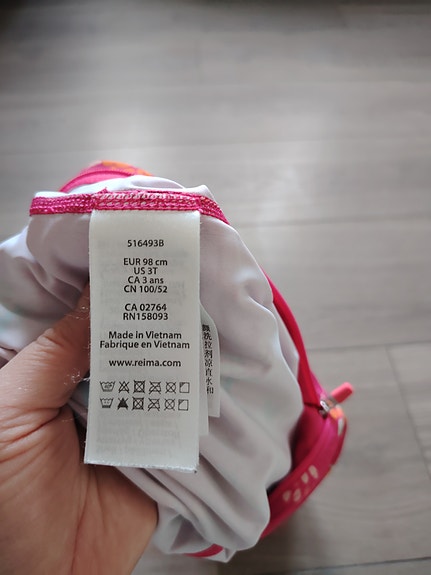 516493B
EUR 98 cm
US 3T
CA 3 ans
CN 100/52
CA 02764
RN158093
Made in Vietnam
Fabrique en Vietnam
www.reima.com